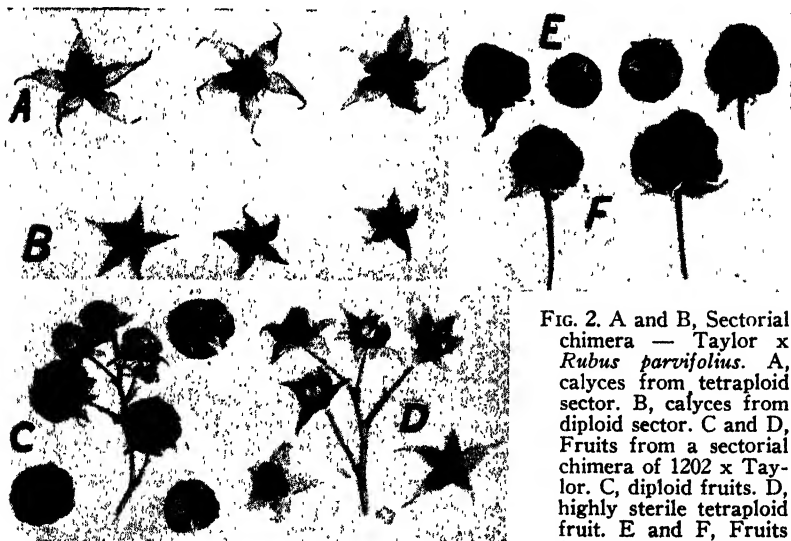 A
B
C
D
E
F
FIG. 2. A and B, Sectorial
chimera — Taylor x
Rubus parvifolius. A,
calyces from tetraploid
sector. B, calyces from
diploid sector. C and D,
Fruits from a sectorial
chimera of 1202 x Tay-
lor. C, diploid fruits. D,
highly sterile tetraploid
fruit. E and F, Fruits